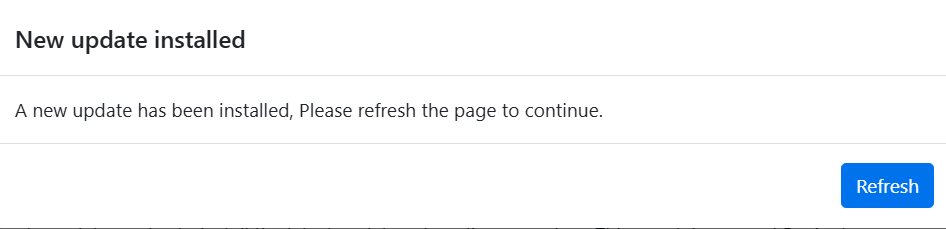 New update installed
A new update has been installed, Please refresh the page to continue.
Refresh